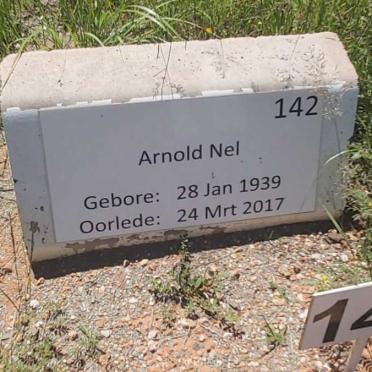 142
Arnold Nel
Gebore: 28 Jan 1939
Oorlede: 24 Mrt 2017